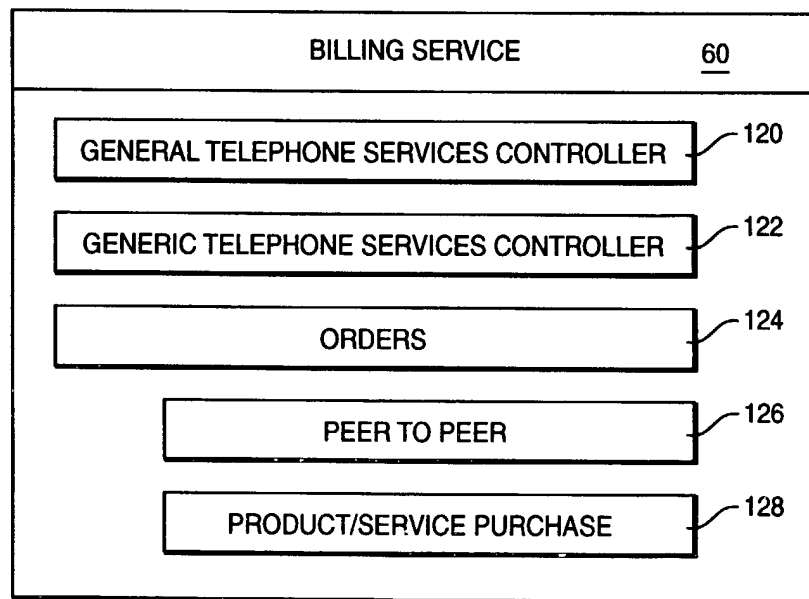 BILLING SERVICE 60
GENERAL TELEPHONE SERVICES CONTROLLER 120
GENERIC TELEPHONE SERVICES CONTROLLER 122
ORDERS 124
PEER TO PEER 126
PRODUCT/SERVICE PURCHASE 128